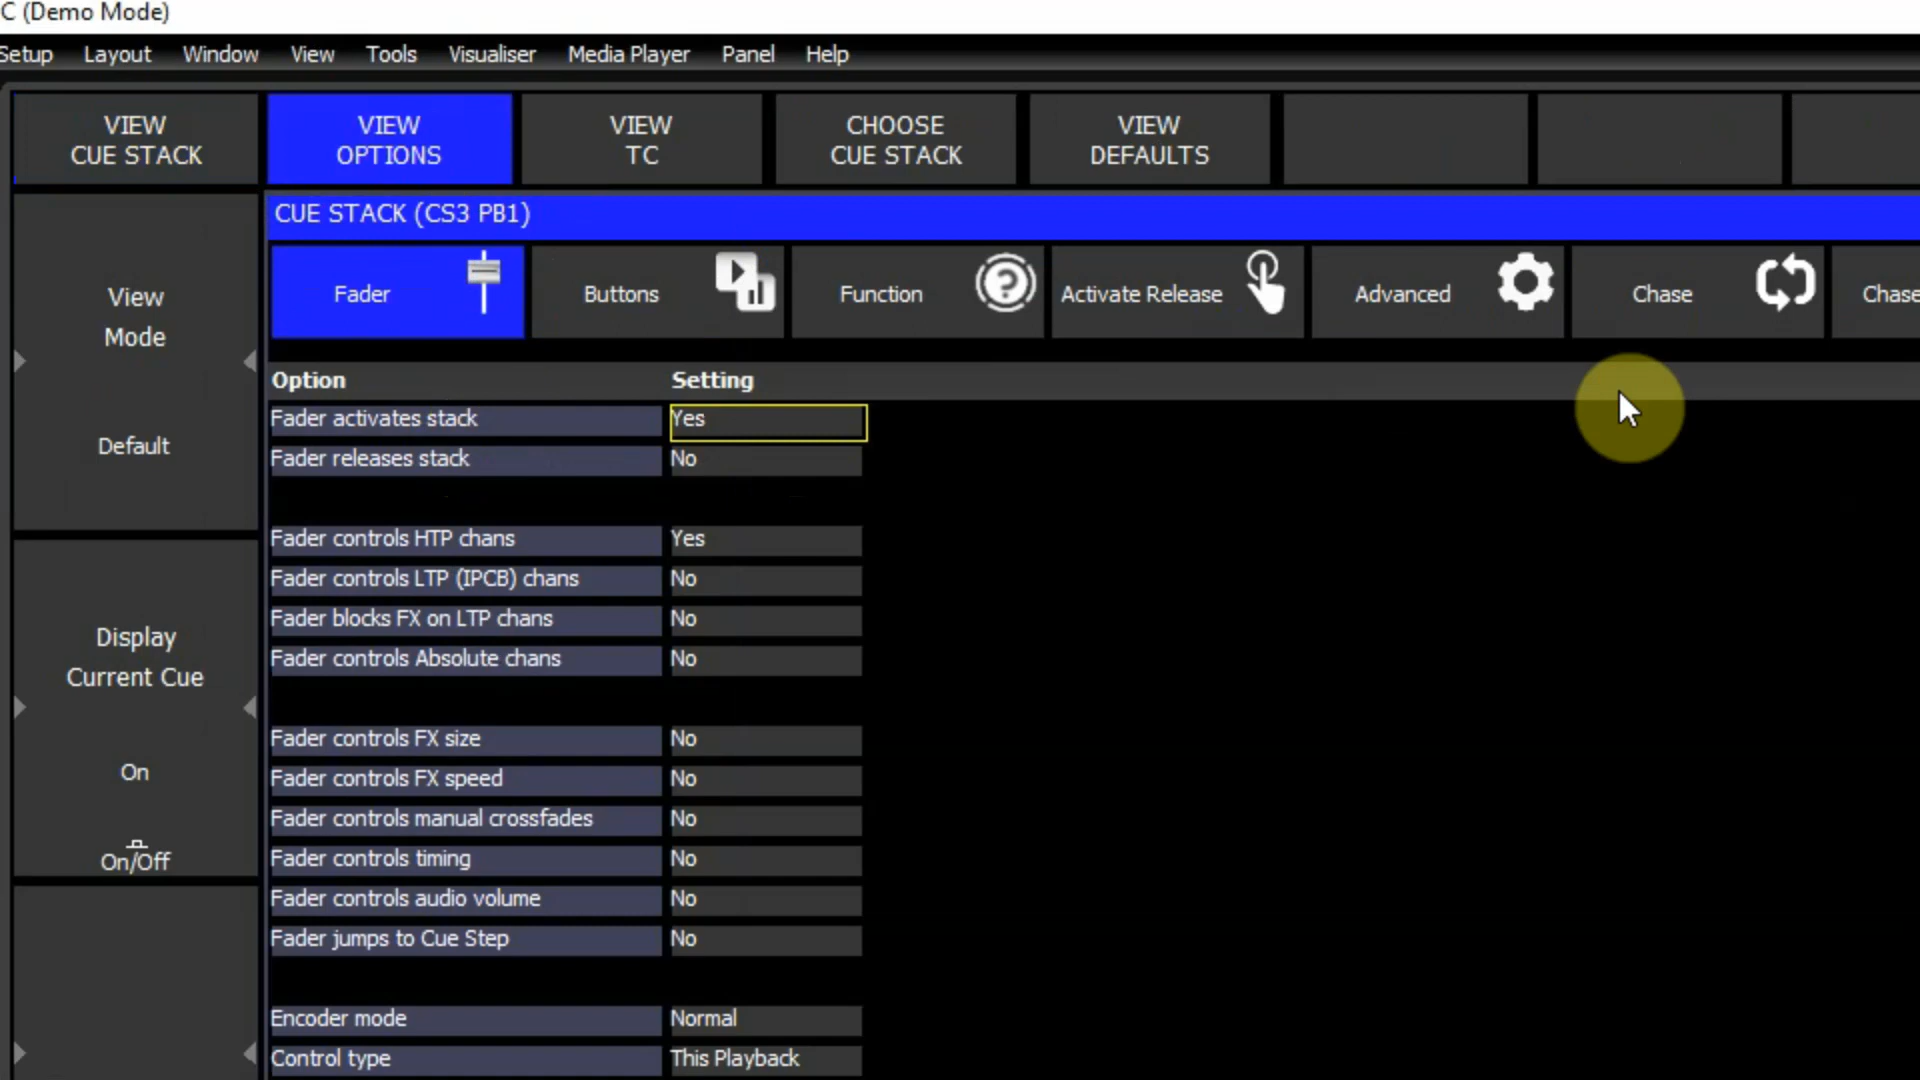 C (Demo Mode)
Setup Layout Window View Tools Visualiser Media Player Panel Help
VIEW
CUE STACK
VIEW
OPTIONS
VIEW
TC
CHOOSE
CUE STACK
VIEW
DEFAULTS
View
Mode
Default
Display
Current Cue
On
On/Off
CUE STACK (CS3 PB1)
Fader
Buttons
Function
Activate Release
Advanced
Chase
Chase
Option Setting
Fader activates stack Yes
Fader releases stack No
Fader controls HTP chans Yes
Fader controls LTP (IPCB) chans No
Fader blocks FX on LTP chans No
Fader controls Absolute chans No
Fader controls FX size No
Fader controls FX speed No
Fader controls manual crossfades No
Fader controls timing No
Fader controls audio volume No
Fader jumps to Cue Step No
Encoder mode Normal
Control type This Playback